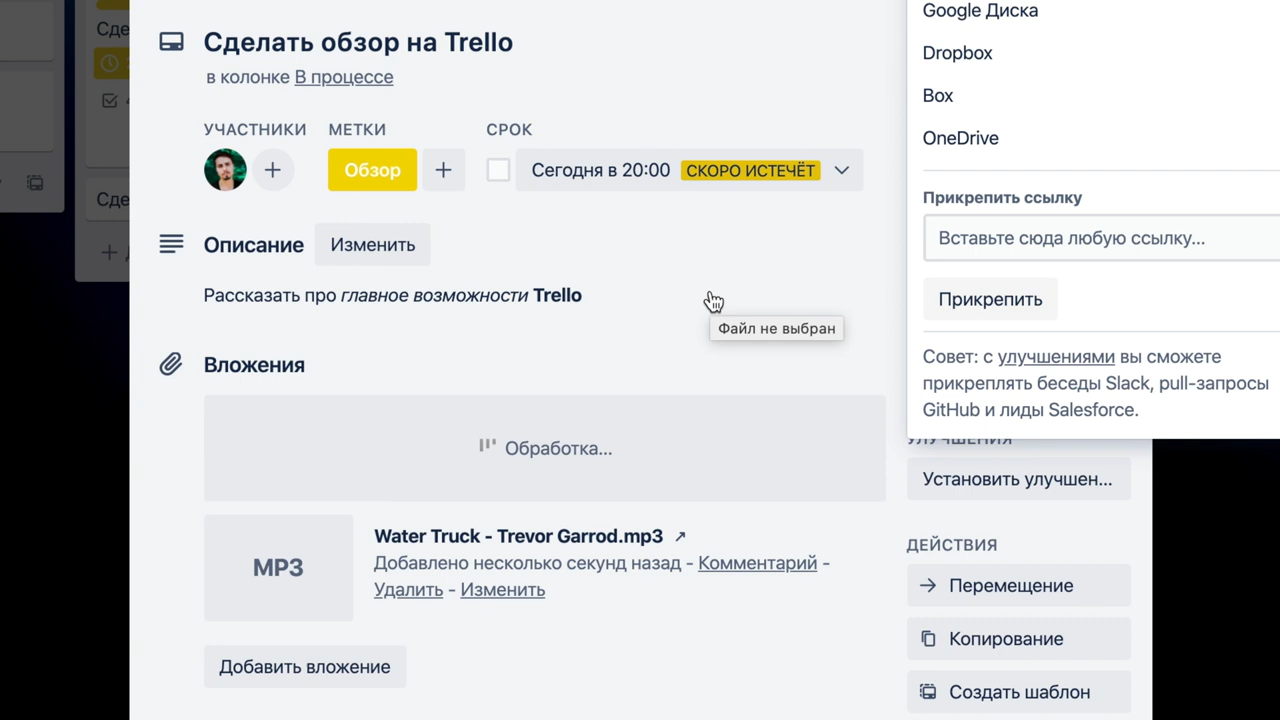 Сделать обзор на Trello
в колонке В процессе
УЧАСТНИКИ
МЕТКИ
СРОК
Обзор
Сегодня в 20:00 СКОРО ИСТЕЧЁТ
Описание
Изменить
Рассказать про главное возможности Trello
Файл не выбран
Вложения
Обработка...
MP3
Water Truck - Trevor Garrod.mp3
Добавлено несколько секунд назад - Комментарий -
Удалить - Изменить
Добавить вложение
Google Диска
Dropbox
Box
OneDrive
Прикрепить ссылку
Вставьте сюда любую ссылку...
Прикрепить
Совет: с улучшениями вы сможете
прикреплять беседы Slack, pull-запросы
GitHub и лиды Salesforce.
УЛУЧШЕНИЯ
Установить улучшен...
ДЕЙСТВИЯ
Перемещение
Копирование
Создать шаблон